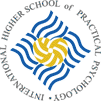 INTERNATIONAL HIGHER SCHOOL of PRACTICAL PSYCHOLOGY